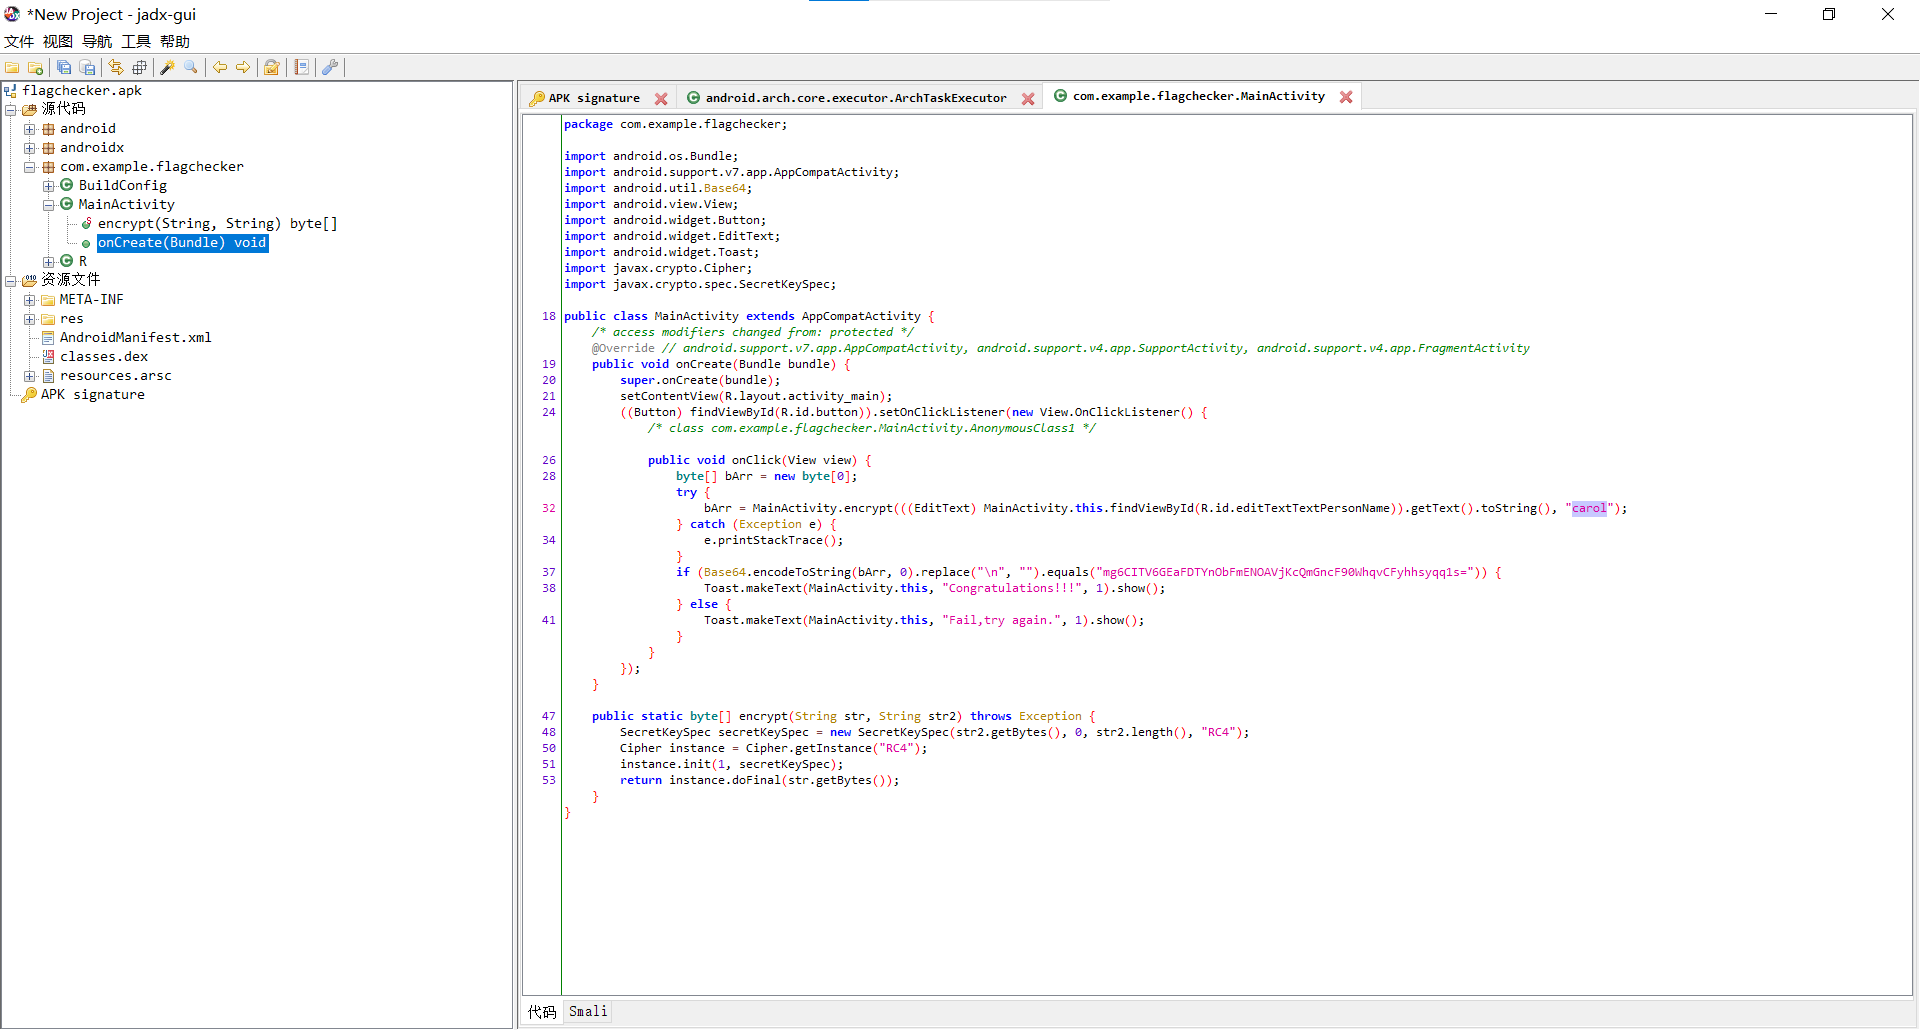 *New Project - jadx-gui
文件 视图 导航 工具 帮助
flagchecker.apk
源代码
android
androidx
com.example.flagchecker
BuildConfig
MainActivity
encrypt(String, String) byte[]
onCreate(Bundle) void
R
资源文件
META-INF
res
AndroidManifest.xml
classes.dex
resources.arsc
APK signature
APK signature android.arch.core.executor.ArchTaskExecutor com.example.flagchecker.MainActivity
package com.example.flagchecker;
import android.os.Bundle;
import android.support.v7.app.AppCompatActivity;
import android.util.Base64;
import android.view.View;
import android.widget.Button;
import android.widget.EditText;
import android.widget.Toast;
import javax.crypto.Cipher;
import javax.crypto.spec.SecretKeySpec;
18 public class MainActivity extends AppCompatActivity {
/* access modifiers changed from: protected */
@Override // android.support.v7.app.AppCompatActivity, android.support.v4.app.SupportActivity, android.support.v4.app.FragmentActivity
19 public void onCreate(Bundle bundle) {
20 super.onCreate(bundle);
21 setContentView(R.layout.activity_main);
24 ((Button) findViewById(R.id.button)).setOnClickListener(new View.OnClickListener() {
/* class com.example.flagchecker.MainActivity.AnonymousClass1 */
26 public void onClick(View view) {
28 byte[] bArr = new byte[0];
try {
32 bArr = MainActivity.encrypt(((EditText) MainActivity.this.findViewById(R.id.editTextTextPersonName)).getText().toString(), "carol");
} catch (Exception e) {
34 e.printStackTrace();
}
37 if (Base64.encodeToString(bArr, 0).replace("\n", "").equals("mg6CITV6GEaFDTYnObFmENOAVjKcQmGncF90WhqvCFyhhsyqq1s=")) {
38 Toast.makeText(MainActivity.this, "Congratulations!!!", 1).show();
} else {
41 Toast.makeText(MainActivity.this, "Fail,try again.", 1).show();
}
}
});
}
47 public static byte[] encrypt(String str, String str2) throws Exception {
48 SecretKeySpec secretKeySpec = new SecretKeySpec(str2.getBytes(), 0, str2.length(), "RC4");
50 Cipher instance = Cipher.getInstance("RC4");
51 instance.init(1, secretKeySpec);
53 return instance.doFinal(str.getBytes());
}
}
代码 Smali